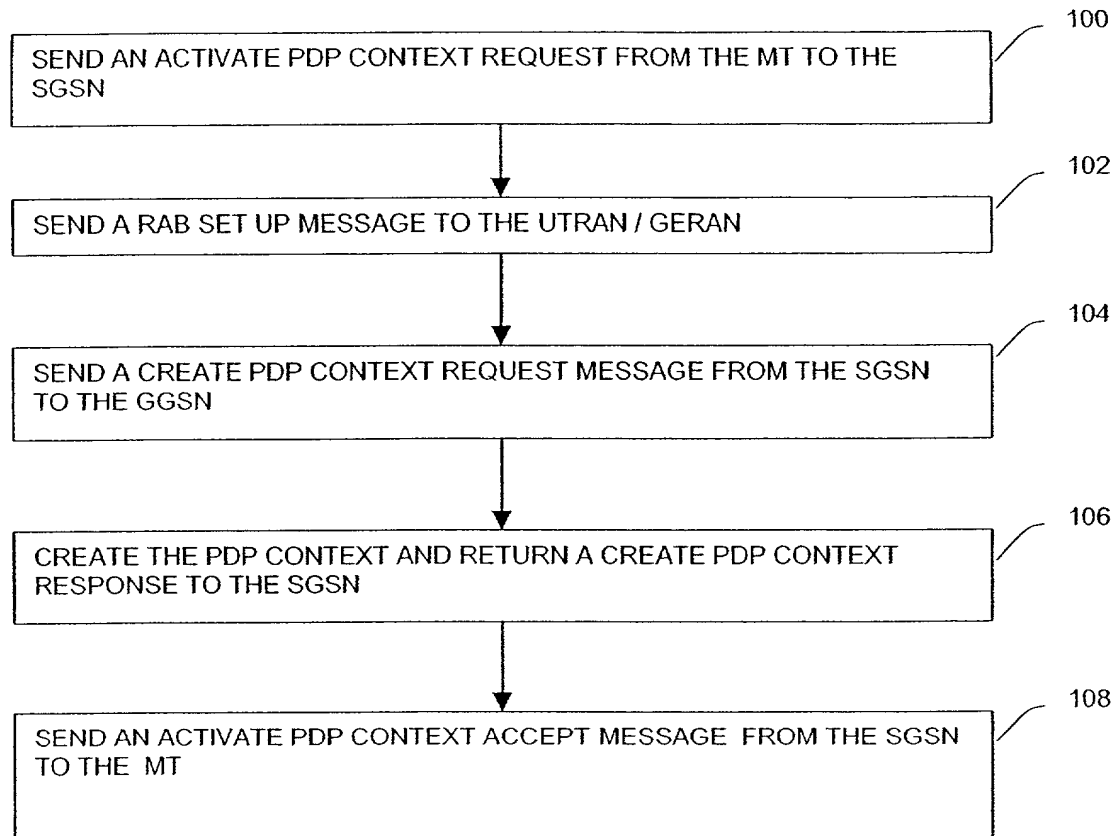 100
SEND AN ACTIVATE PDP CONTEXT REQUEST FROM THE MT TO THE
SGSN
102
SEND A RAB SET UP MESSAGE TO THE UTRAN / GERAN
104
SEND A CREATE PDP CONTEXT REQUEST MESSAGE FROM THE SGSN
TO THE GGSN
106
CREATE THE PDP CONTEXT AND RETURN A CREATE PDP CONTEXT
RESPONSE TO THE SGSN
108
SEND AN ACTIVATE PDP CONTEXT ACCEPT MESSAGE FROM THE SGSN
TO THE MT